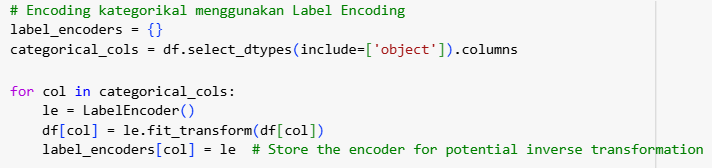 # Encoding kategorikal menggunakan Label Encoding
label_encoders = {}
categorical_cols = df.select_dtypes(include=['object']).columns

for col in categorical_cols:
    le = LabelEncoder()
    df[col] = le.fit_transform(df[col])
    label_encoders[col] = le  # Store the encoder for potential inverse transformation